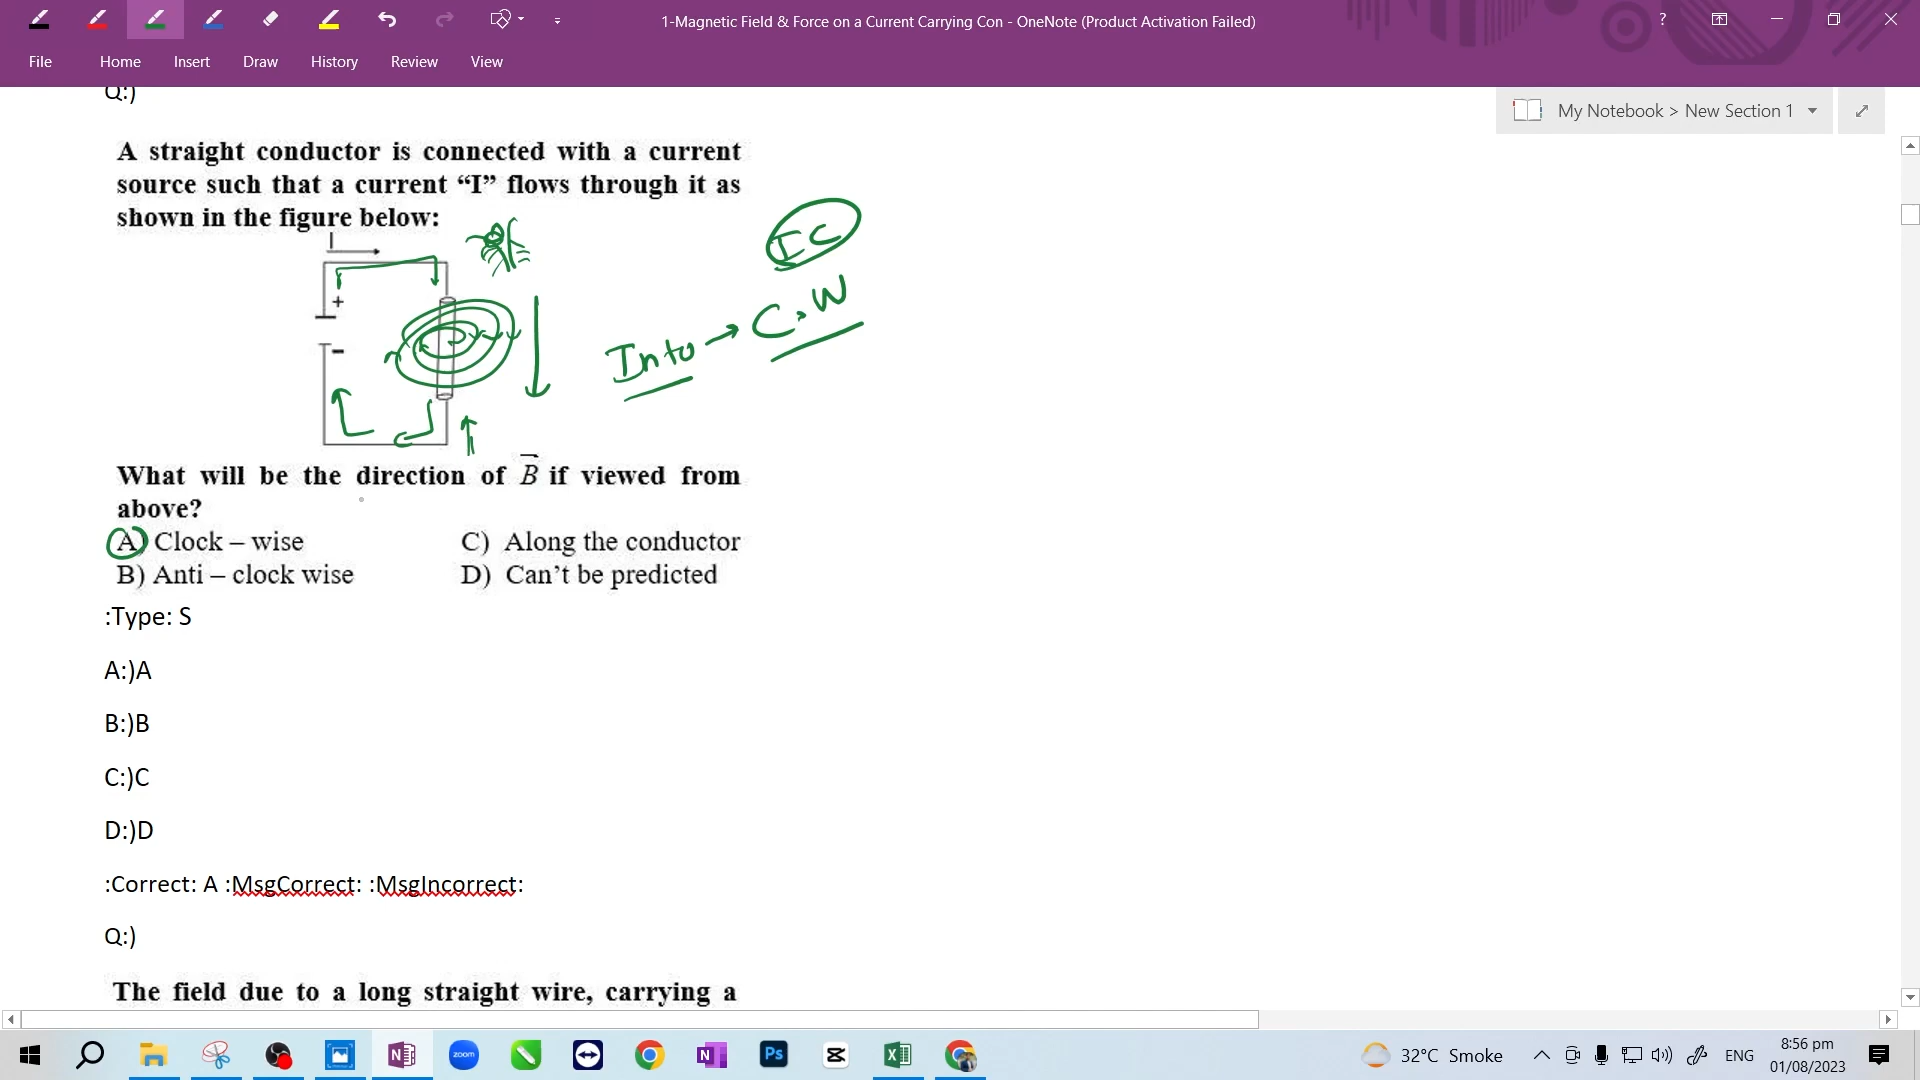 1-Magnetic Field & Force on a Current Carrying Con - OneNote (Product Activation Failed)
?
File Home Insert Draw History Review View
Q:)
My Notebook > New Section 1
A straight conductor is connected with a current
source such that a current “I” flows through it as
shown in the figure below:
I
+
-
IC
Into → C.W
What will be the direction of B if viewed from
above?
A) Clock – wise
C) Along the conductor
B) Anti – clock wise
D) Can’t be predicted
:Type: S
A:)A
B:)B
C:)C
D:)D
:Correct: A :MsgCorrect: :MsgIncorrect:
Q:)
The field due to a long straight wire, carrying a
zoom
N
N
Ps
X
32°C Smoke
ENG
8:56 pm
01/08/2023